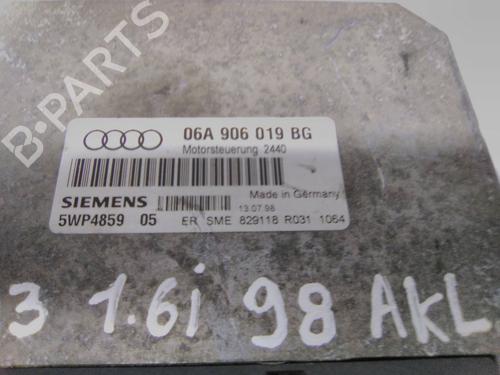 B-PARTS
06A 906 019 BG
Motorsteuerung 2440
Made in Germany
SIEMENS
13.07.98
5WP4859 05 ER SME 829118 R031 1064
3 1.6i 98 AKL